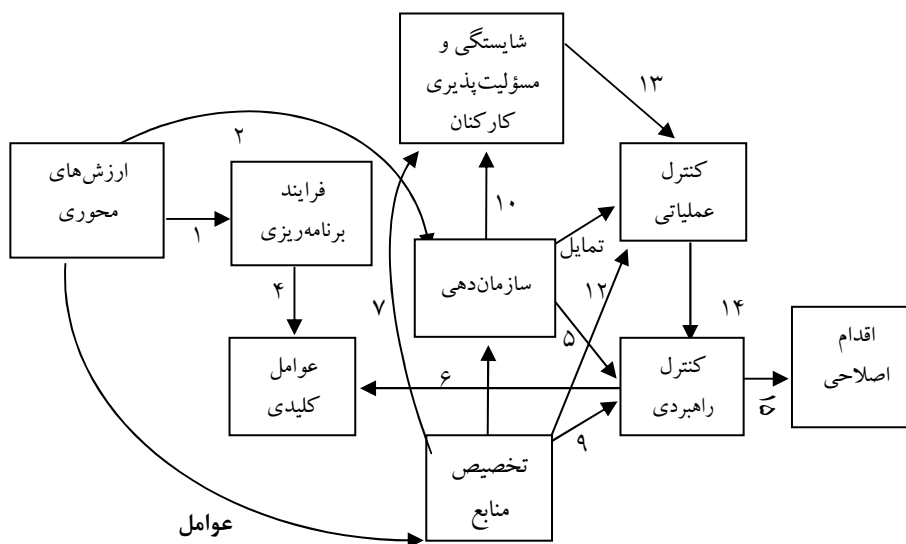 شایستگی و
مسؤلیت‌پذیری
کارکنان
۱۳
۲
ارزش‌های
محوری
فرایند
برنامه‌ریزی
کنترل
عملیاتی
۱
۱۰
تمایل
سازمان‌دهی
۴
۷
۱۲
۱۴
۵
اقدام
اصلاحی
عوامل
کلیدی
۶
کنترل
راهبردی
۱۵
۹
تخصیص
منابع
عوامل